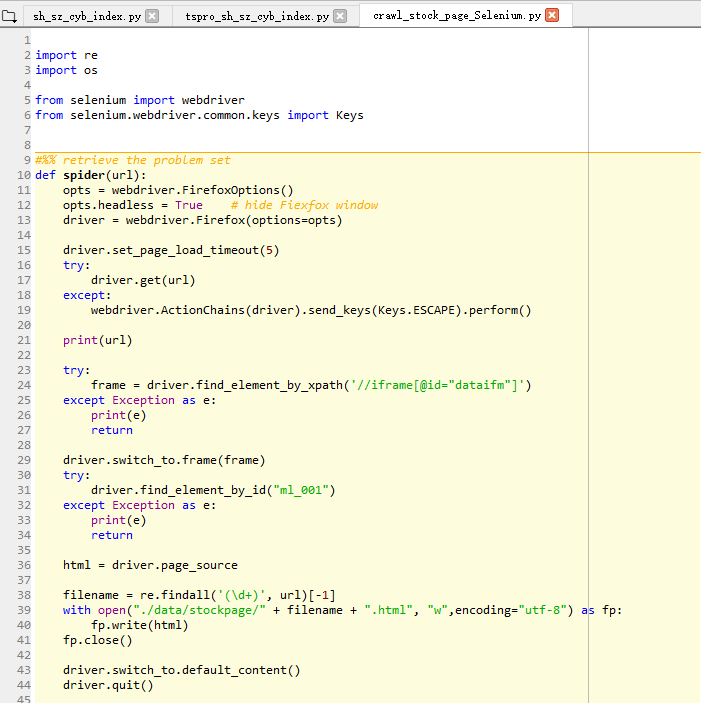 sh_sz_cyb_index.py tspro_sh_sz_cyb_index.py crawl_stock_page_Selenium.py
1
2 import re
3 import os
4
5 from selenium import webdriver
6 from selenium.webdriver.common.keys import Keys
7
8
9 #%% retrieve the problem set
10 def spider(url):
11     opts = webdriver.FirefoxOptions()
12     opts.headless = True    # hide Fiexfox window
13     driver = webdriver.Firefox(options=opts)
14
15     driver.set_page_load_timeout(5)
16     try:
17         driver.get(url)
18     except:
19         webdriver.ActionChains(driver).send_keys(Keys.ESCAPE).perform()
20
21     print(url)
22
23     try:
24         frame = driver.find_element_by_xpath('//iframe[@id="dataifm"]')
25     except Exception as e:
26         print(e)
27         return
28
29     driver.switch_to.frame(frame)
30     try:
31         driver.find_element_by_id("ml_001")
32     except Exception as e:
33         print(e)
34         return
35
36     html = driver.page_source
37
38     filename = re.findall('(\d+)', url)[-1]
39     with open("./data/stockpage/" + filename + ".html", "w",encoding="utf-8") as fp:
40         fp.write(html)
41     fp.close()
42
43     driver.switch_to.default_content()
44     driver.quit()
45